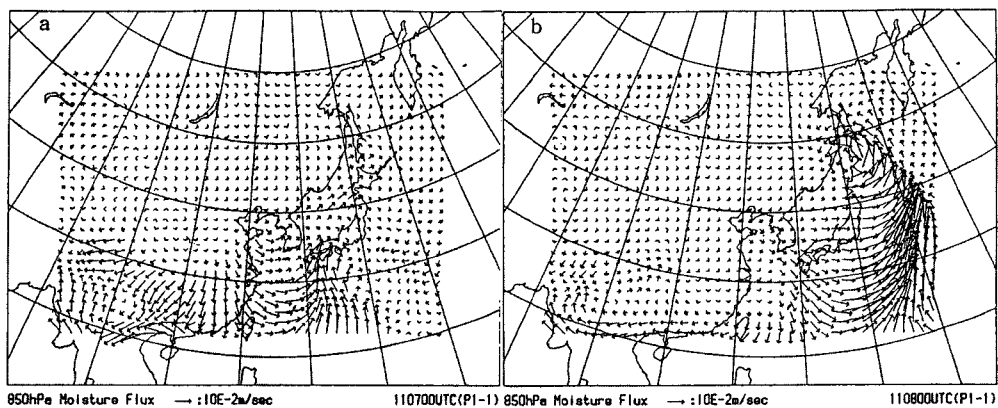 a
b
850hPa Moisture Flux → :10E-2m/sec 110700UTC(P1-1)
850hPa Moisture Flux → :10E-2m/sec 110800UTC(P1-1)